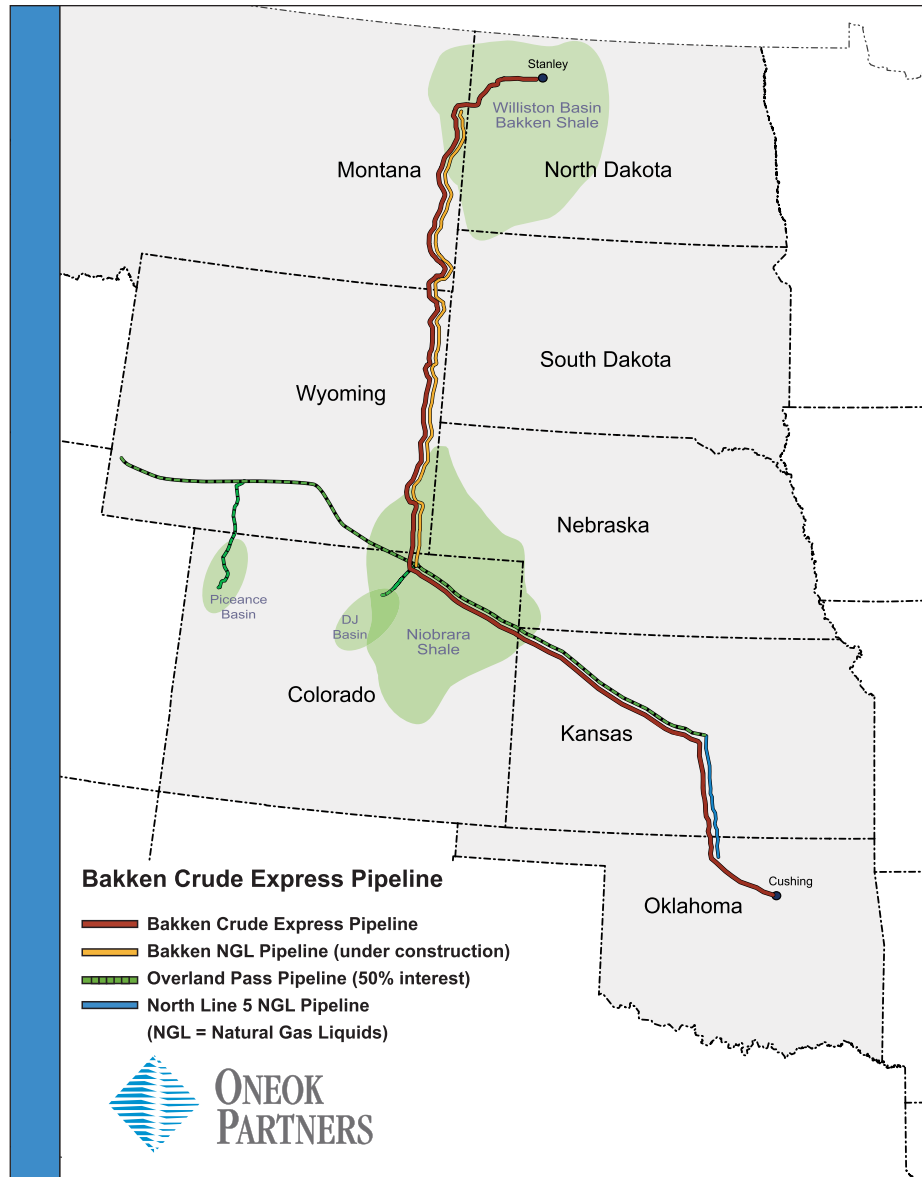 Stanley
Williston Basin
Bakken Shale
Montana
North Dakota
South Dakota
Wyoming
Nebraska
Piceance
Basin
DJ
Basin
Niobrara
Shale
Colorado
Kansas
Bakken Crude Express Pipeline
Cushing
Oklahoma
Bakken Crude Express Pipeline
Bakken NGL Pipeline (under construction)
Overland Pass Pipeline (50% interest)
North Line 5 NGL Pipeline
(NGL = Natural Gas Liquids)
ONEOK
PARTNERS